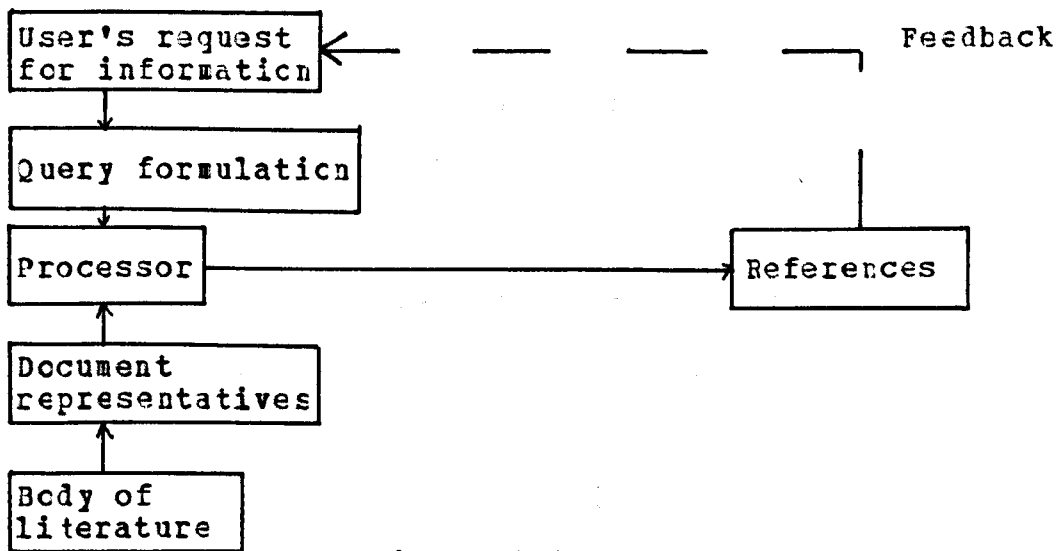 User's request
for information
Feedback
Query formulation
Processor
References
Document
representatives
Body of
literature